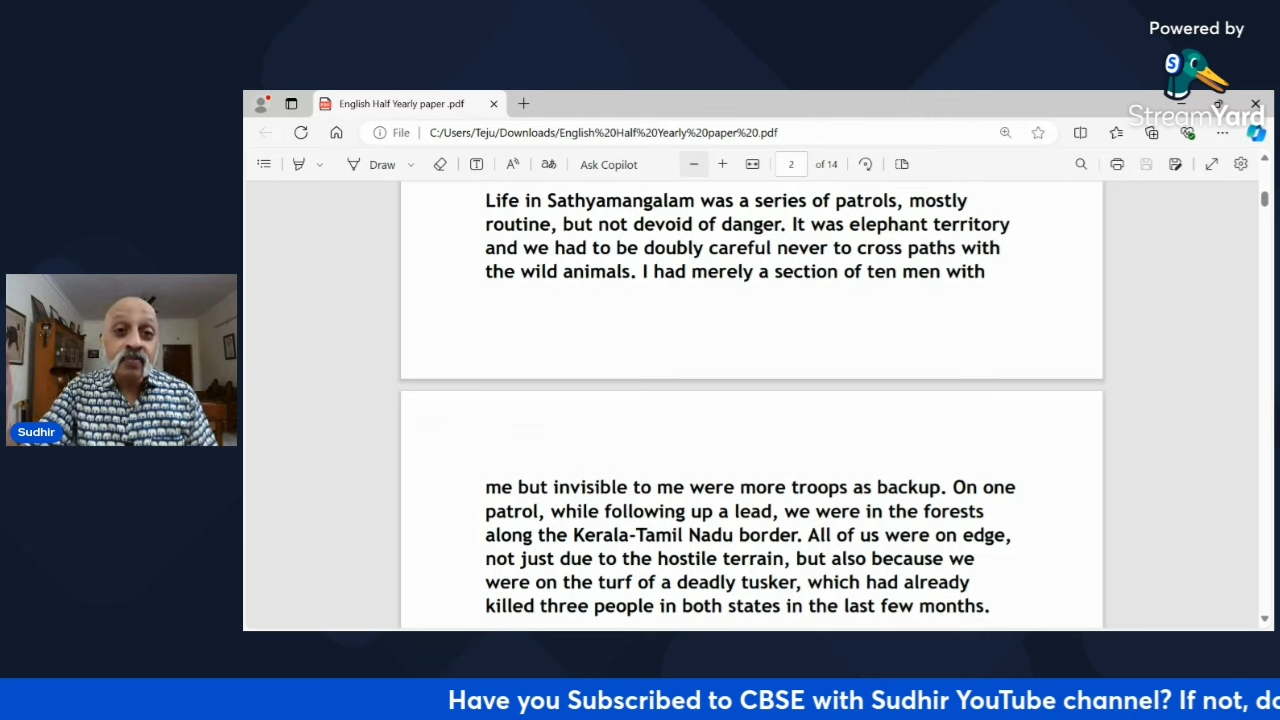 Powered by
StreamYard
English Half Yearly paper .pdf
File
C:/Users/Teju/Downloads/English%20Half%20Yearly%20paper%20.pdf
Draw
Ask Copilot
2
of 14
Life in Sathyamangalam was a series of patrols, mostly
routine, but not devoid of danger. It was elephant territory
and we had to be doubly careful never to cross paths with
the wild animals. I had merely a section of ten men with
me but invisible to me were more troops as backup. On one
patrol, while following up a lead, we were in the forests
along the Kerala-Tamil Nadu border. All of us were on edge,
not just due to the hostile terrain, but also because we
were on the turf of a deadly tusker, which had already
killed three people in both states in the last few months.
Sudhir
Have you Subscribed to CBSE with Sudhir YouTube channel? If not, do